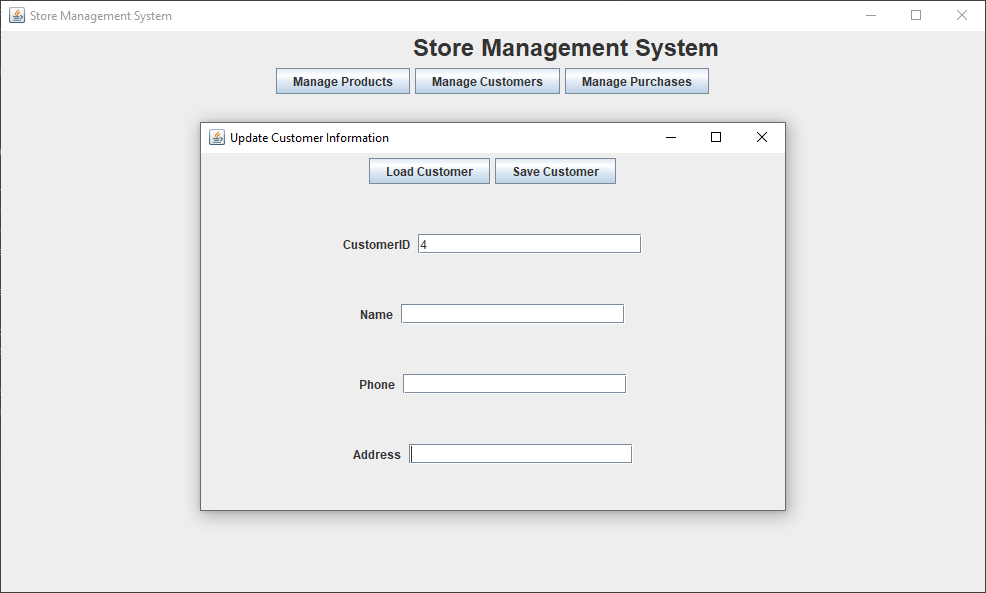 Store Management System
Store Management System
Manage Products Manage Customers Manage Purchases
Update Customer Information
Load Customer Save Customer
CustomerID 4
Name
Phone
Address